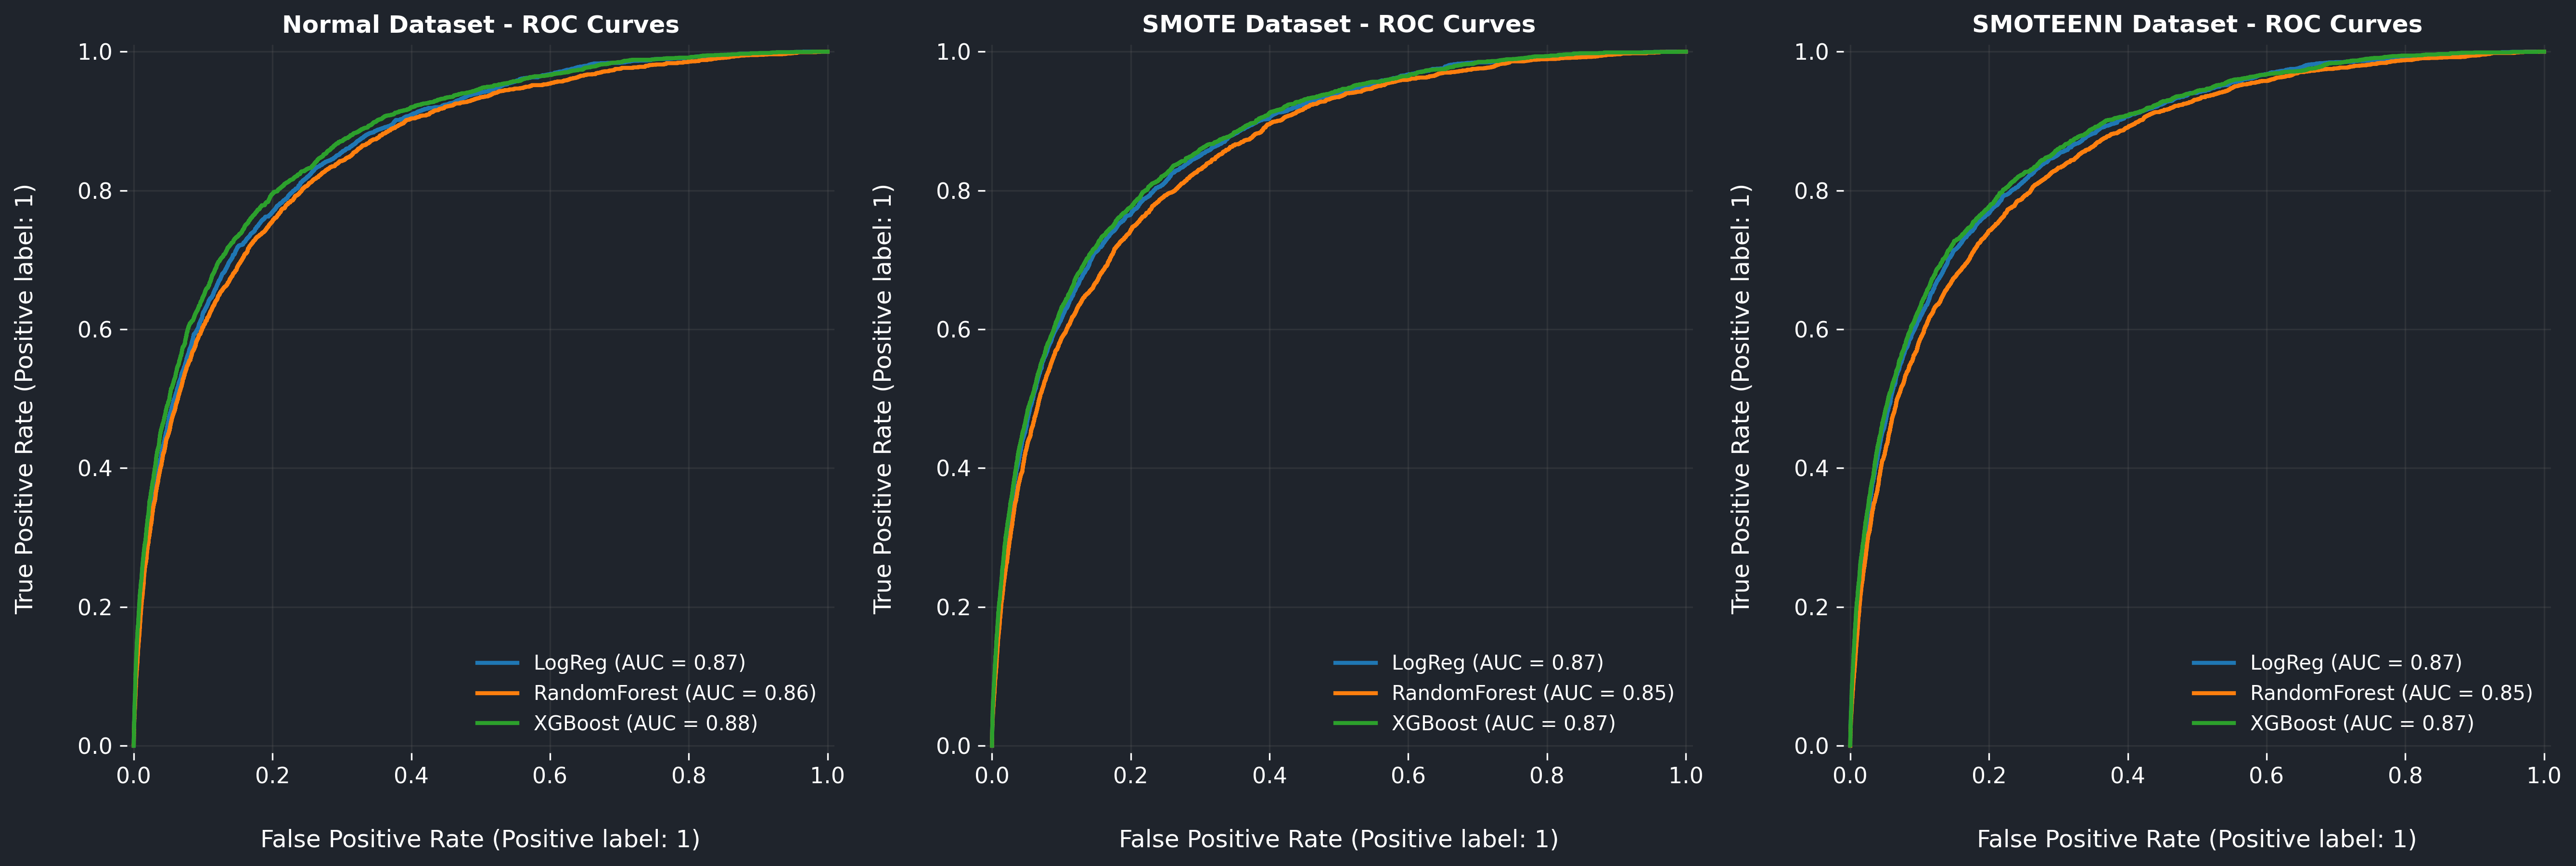 Normal Dataset - ROC Curves
True Positive Rate (Positive label: 1)
1.0
0.8
0.6
0.4
0.2
0.0
LogReg (AUC = 0.87)
RandomForest (AUC = 0.86)
XGBoost (AUC = 0.88)
0.0 0.2 0.4 0.6 0.8 1.0
False Positive Rate (Positive label: 1)
SMOTE Dataset - ROC Curves
True Positive Rate (Positive label: 1)
1.0
0.8
0.6
0.4
0.2
0.0
LogReg (AUC = 0.87)
RandomForest (AUC = 0.85)
XGBoost (AUC = 0.87)
0.0 0.2 0.4 0.6 0.8 1.0
False Positive Rate (Positive label: 1)
SMOTEENN Dataset - ROC Curves
True Positive Rate (Positive label: 1)
1.0
0.8
0.6
0.4
0.2
0.0
LogReg (AUC = 0.87)
RandomForest (AUC = 0.85)
XGBoost (AUC = 0.87)
0.0 0.2 0.4 0.6 0.8 1.0
False Positive Rate (Positive label: 1)